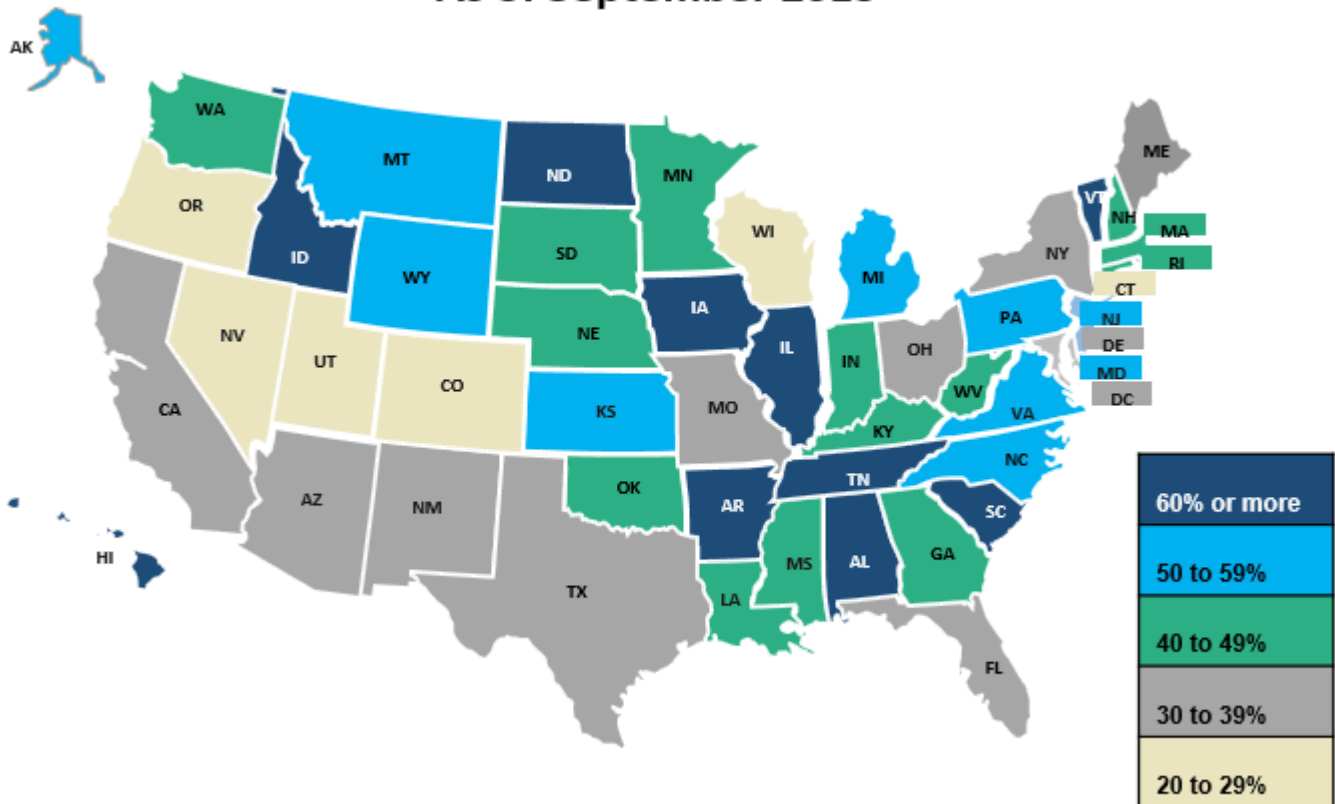 AK
WA
MT
ND
MN
ME
VT
NH
MA
RI
CT
OR
ID
WY
SD
WI
MI
NY
PA
NJ
DE
MD
DC
NV
UT
CO
NE
IA
IL
IN
OH
WV
VA
CA
KS
MO
KY
NC
AZ
NM
OK
AR
TN
SC
HI
TX
LA
MS
AL
GA
FL
60% or more
50 to 59%
40 to 49%
30 to 39%
20 to 29%